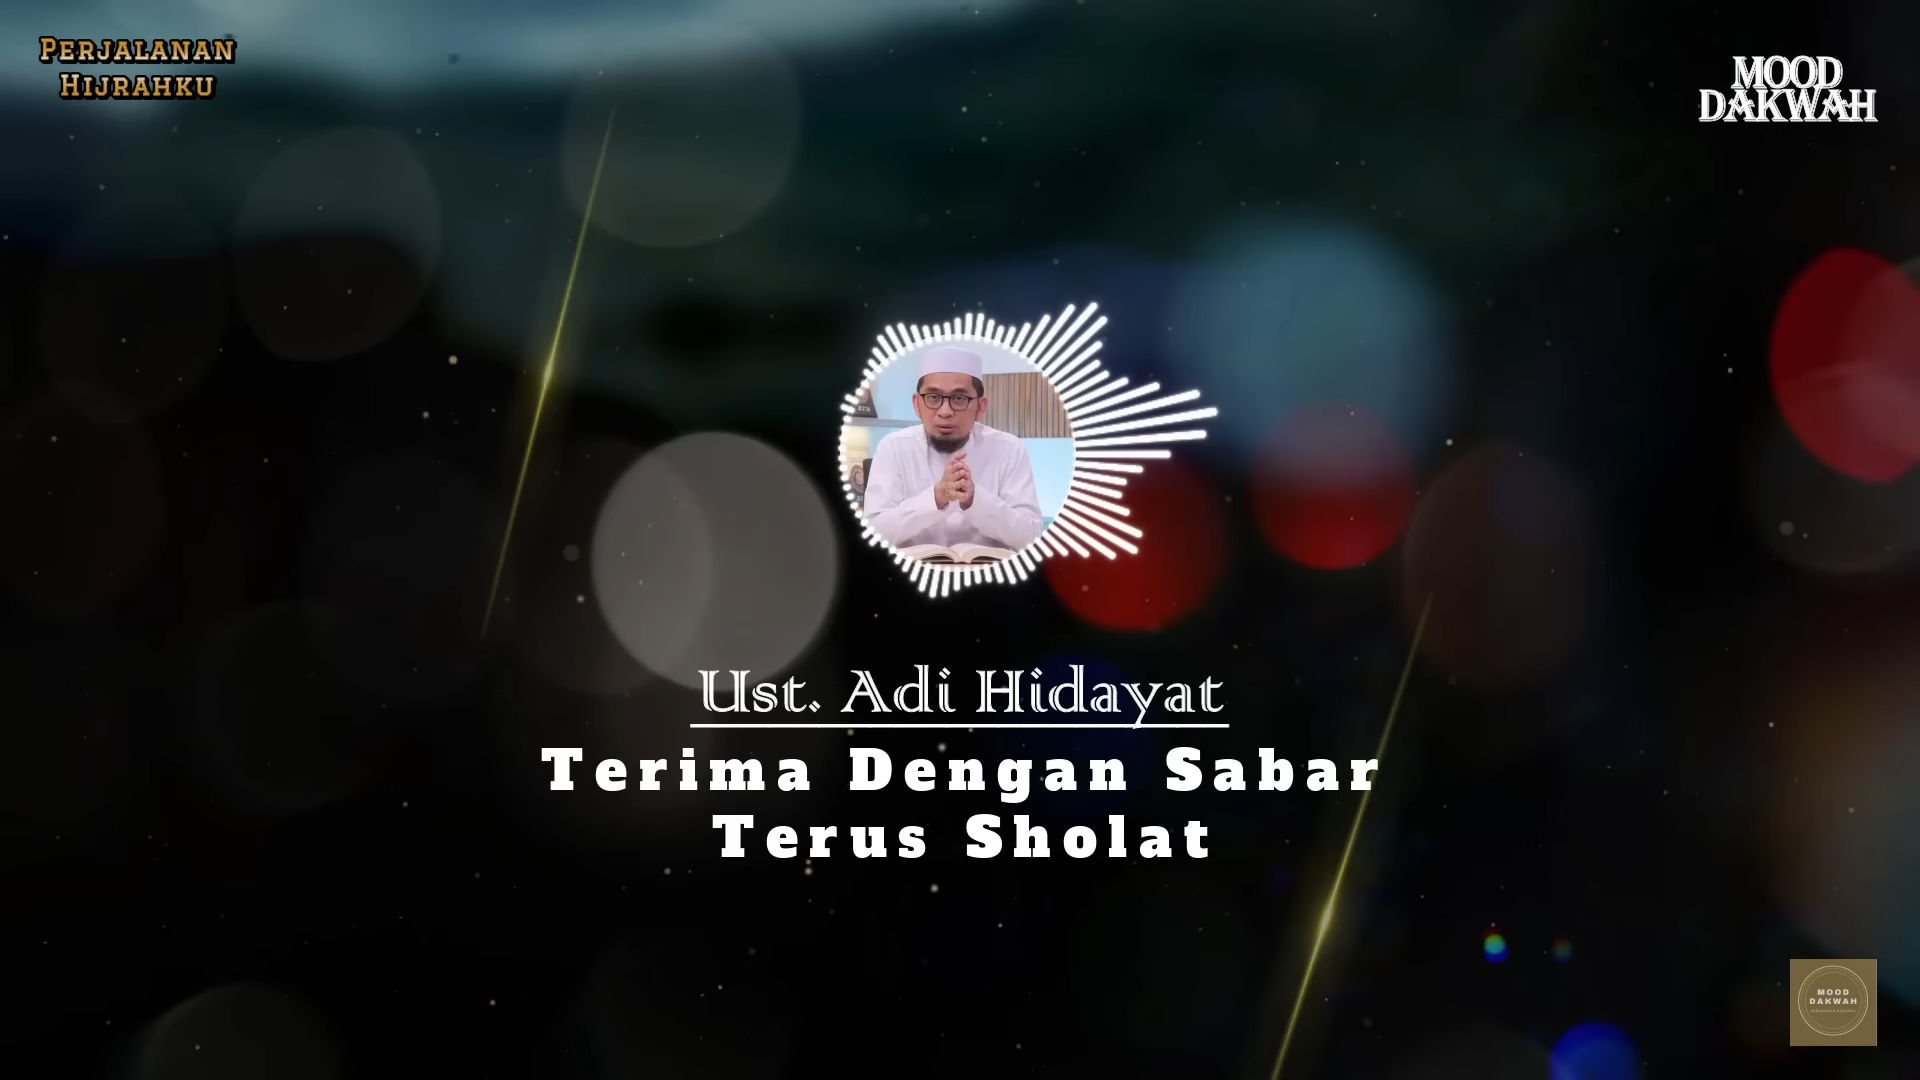 PERJALANAN
HIJRAHKU
MOOD
DAKWAH
Ust. Adi Hidayat
Terima Dengan Sabar
Terus Sholat
MOOD
DAKWAH